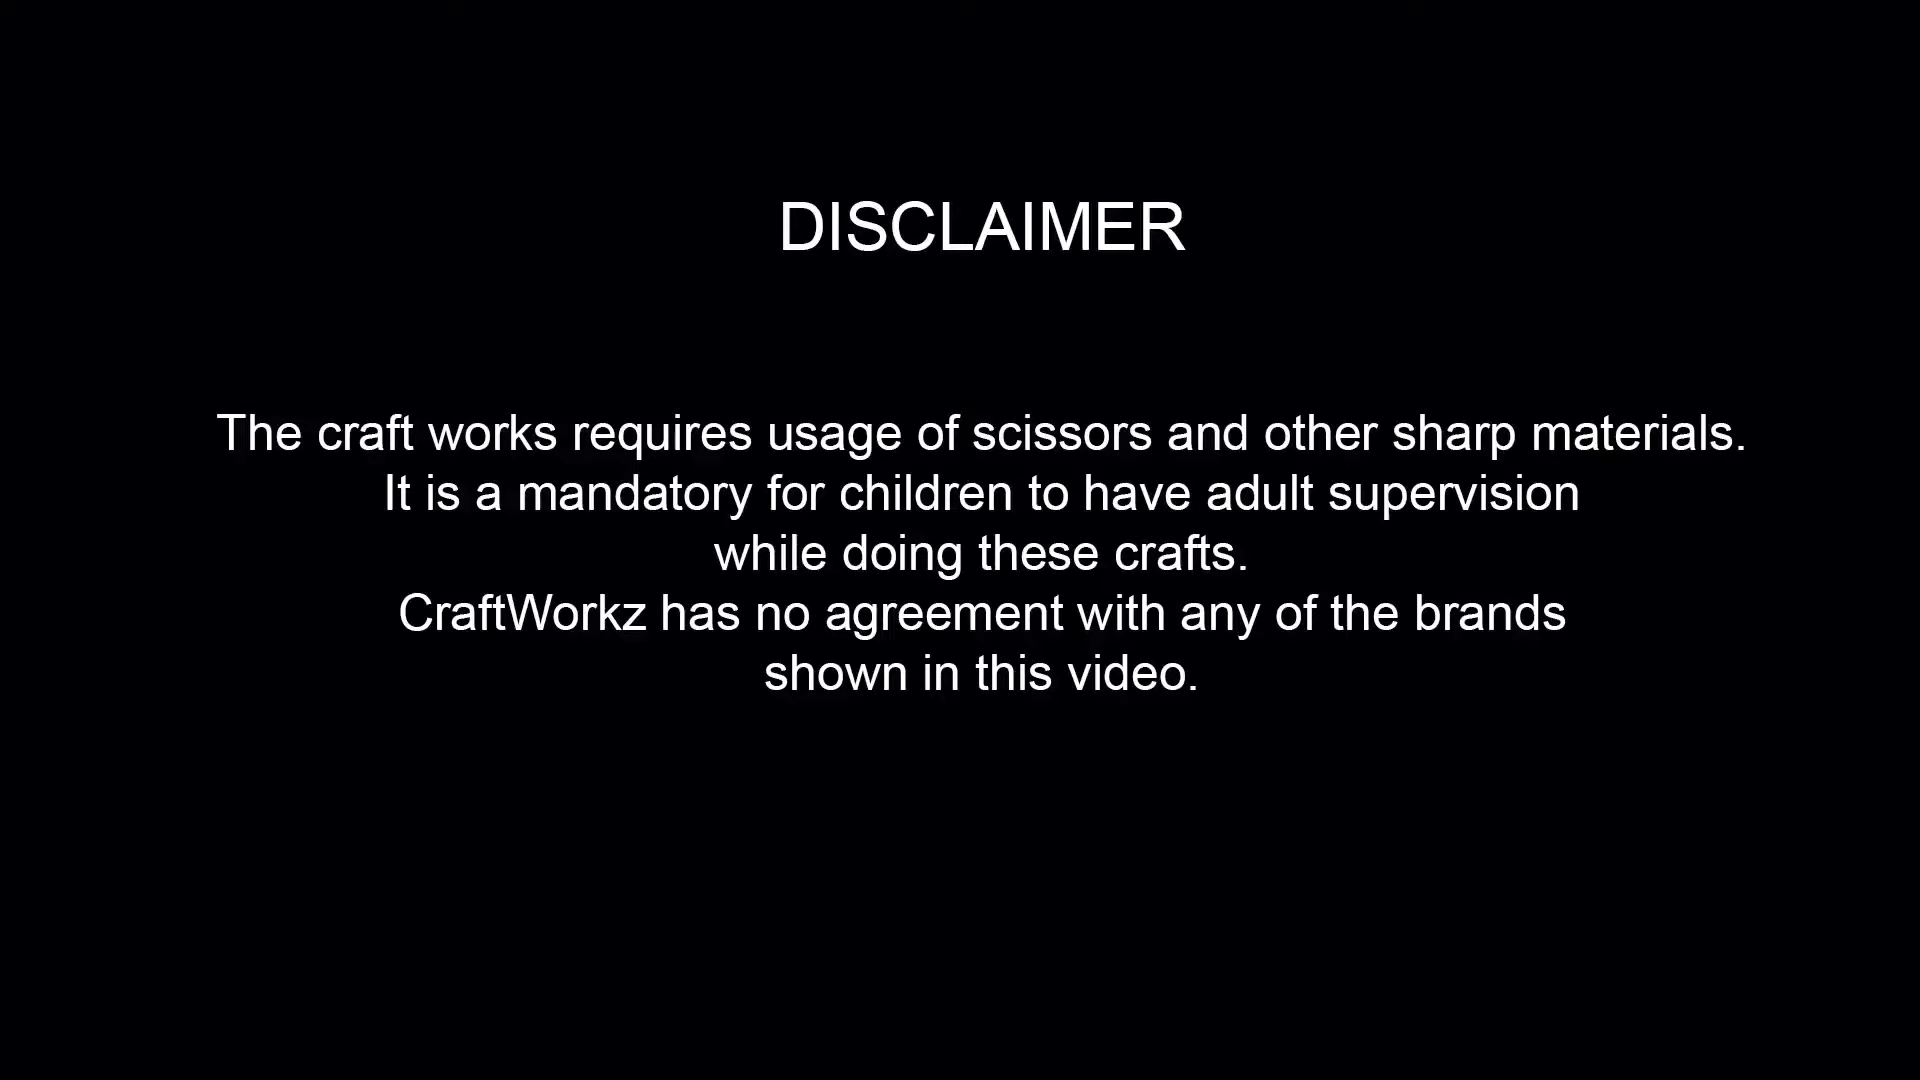 DISCLAIMER
The craft works requires usage of scissors and other sharp materials.
It is a mandatory for children to have adult supervision
while doing these crafts.
CraftWorkz has no agreement with any of the brands
shown in this video.